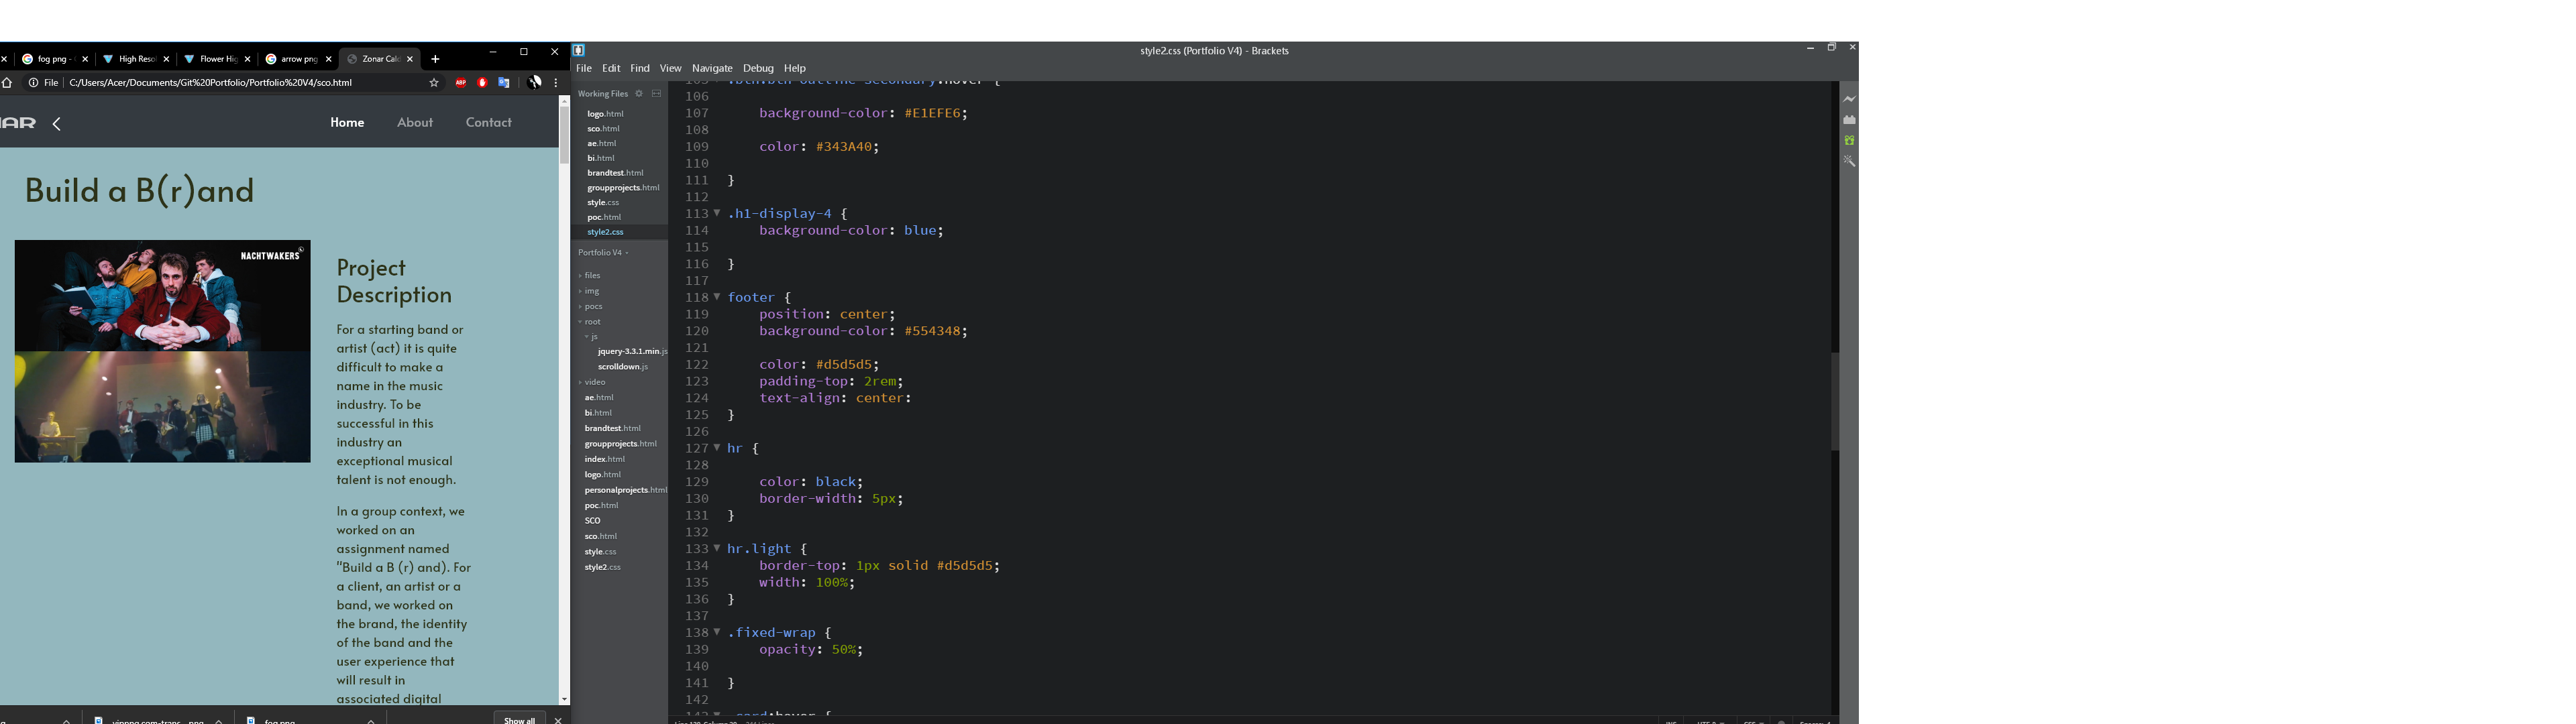 style2.css (Portfolio V4) - Brackets
fog png -
High Resol
Flower Hig
arrow png
Zonar Cald
File C:/Users/Acer/Documents/Git%20Portfolio/Portfolio%20V4/sco.html
ABP
Home About Contact
Build a B(r)and
NACHTWAKERS
Project
Description
For a starting band or
artist (act) it is quite
difficult to make a
name in the music
industry. To be
successful in this
industry an
exceptional musical
talent is not enough.
In a group context, we
worked on an
assignment named
"Build a B (r) and). For
a client, an artist or a
band, we worked on
the brand, the identity
of the band and the
user experience that
will result in
associated digital
fog.png
Show all
File Edit Find View Navigate Debug Help
Working Files
logo.html
sco.html
ae.html
bi.html
brandtest.html
groupprojects.html
style.css
poc.html
style2.css
Portfolio V4
files
img
pocs
root
js
jquery-3.3.1.min.js
scrolldown.js
video
ae.html
bi.html
brandtest.html
groupprojects.html
index.html
logo.html
personalprojects.html
poc.html
SCO
sco.html
style.css
style2.css
106
107 background-color: #E1EFE6;
108
109 color: #343A40;
110
111 }
112
113 .h1-display-4 {
114 background-color: blue;
115
116 }
117
118 footer {
119 position: center;
120 background-color: #554348;
121
122 color: #d5d5d5;
123 padding-top: 2rem;
124 text-align: center:
125 }
126
127 hr {
128
129 color: black;
130 border-width: 5px;
131 }
132
133 hr.light {
134 border-top: 1px solid #d5d5d5;
135 width: 100%;
136 }
137
138 .fixed-wrap {
139 opacity: 50%;
140
141 }
142